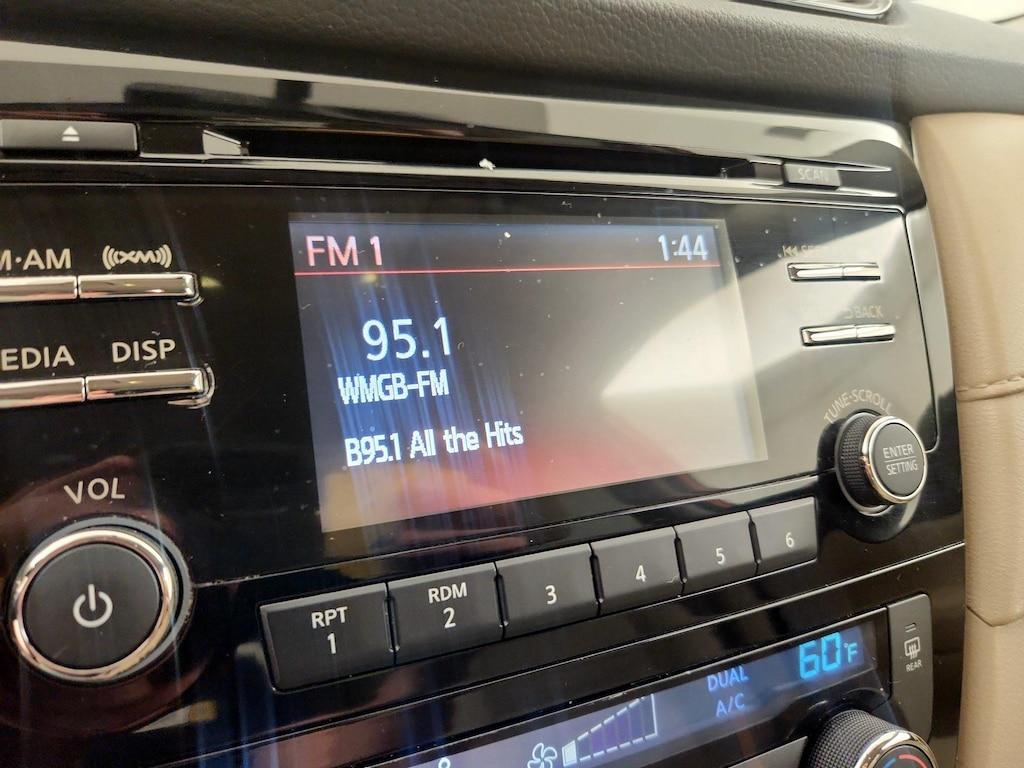 SCAN
M·AM
((XM))
FM 1
1:44
95.1
WMGB-FM
B95.1 All the Hits
EDIA
DISP
BACK
TUNE·SCROLL
ENTER
SETTING
VOL
RPT
1
RDM
2
3
4
5
6
60°F
DUAL
A/C
REAR